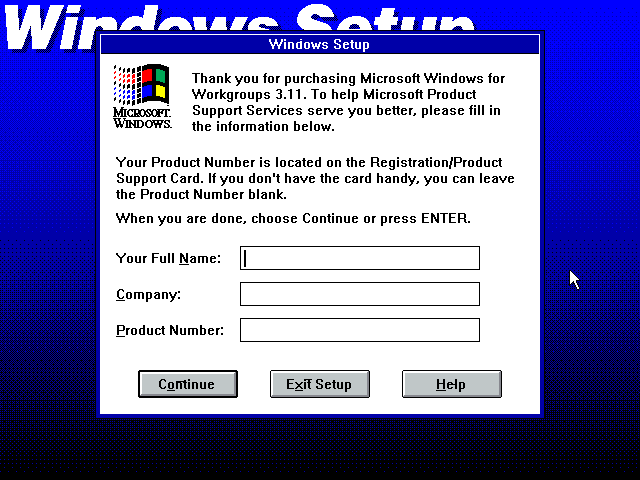 Windows Setup
Windows Setup
MICROSOFT.
WINDOWS.
Thank you for purchasing Microsoft Windows for
Workgroups 3.11. To help Microsoft Product
Support Services serve you better, please fill in
the information below.
Your Product Number is located on the Registration/Product
Support Card. If you don't have the card handy, you can leave
the Product Number blank.
When you are done, choose Continue or press ENTER.
Your Full Name:
Company:
Product Number:
Continue
Exit Setup
Help